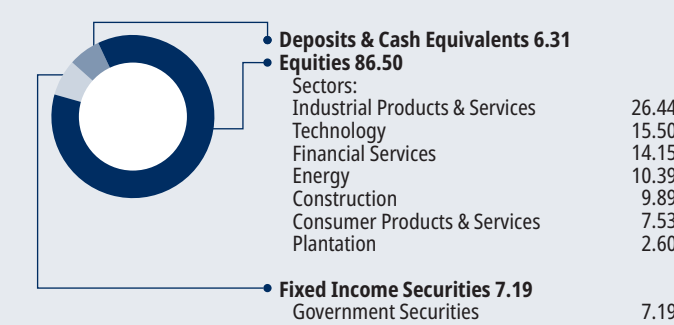 Deposits & Cash Equivalents 6.31
Equities 86.50
Sectors:
Industrial Products & Services 26.44
Technology 15.50
Financial Services 14.15
Energy 10.39
Construction 9.89
Consumer Products & Services 7.53
Plantation 2.60
Fixed Income Securities 7.19
Government Securities 7.19